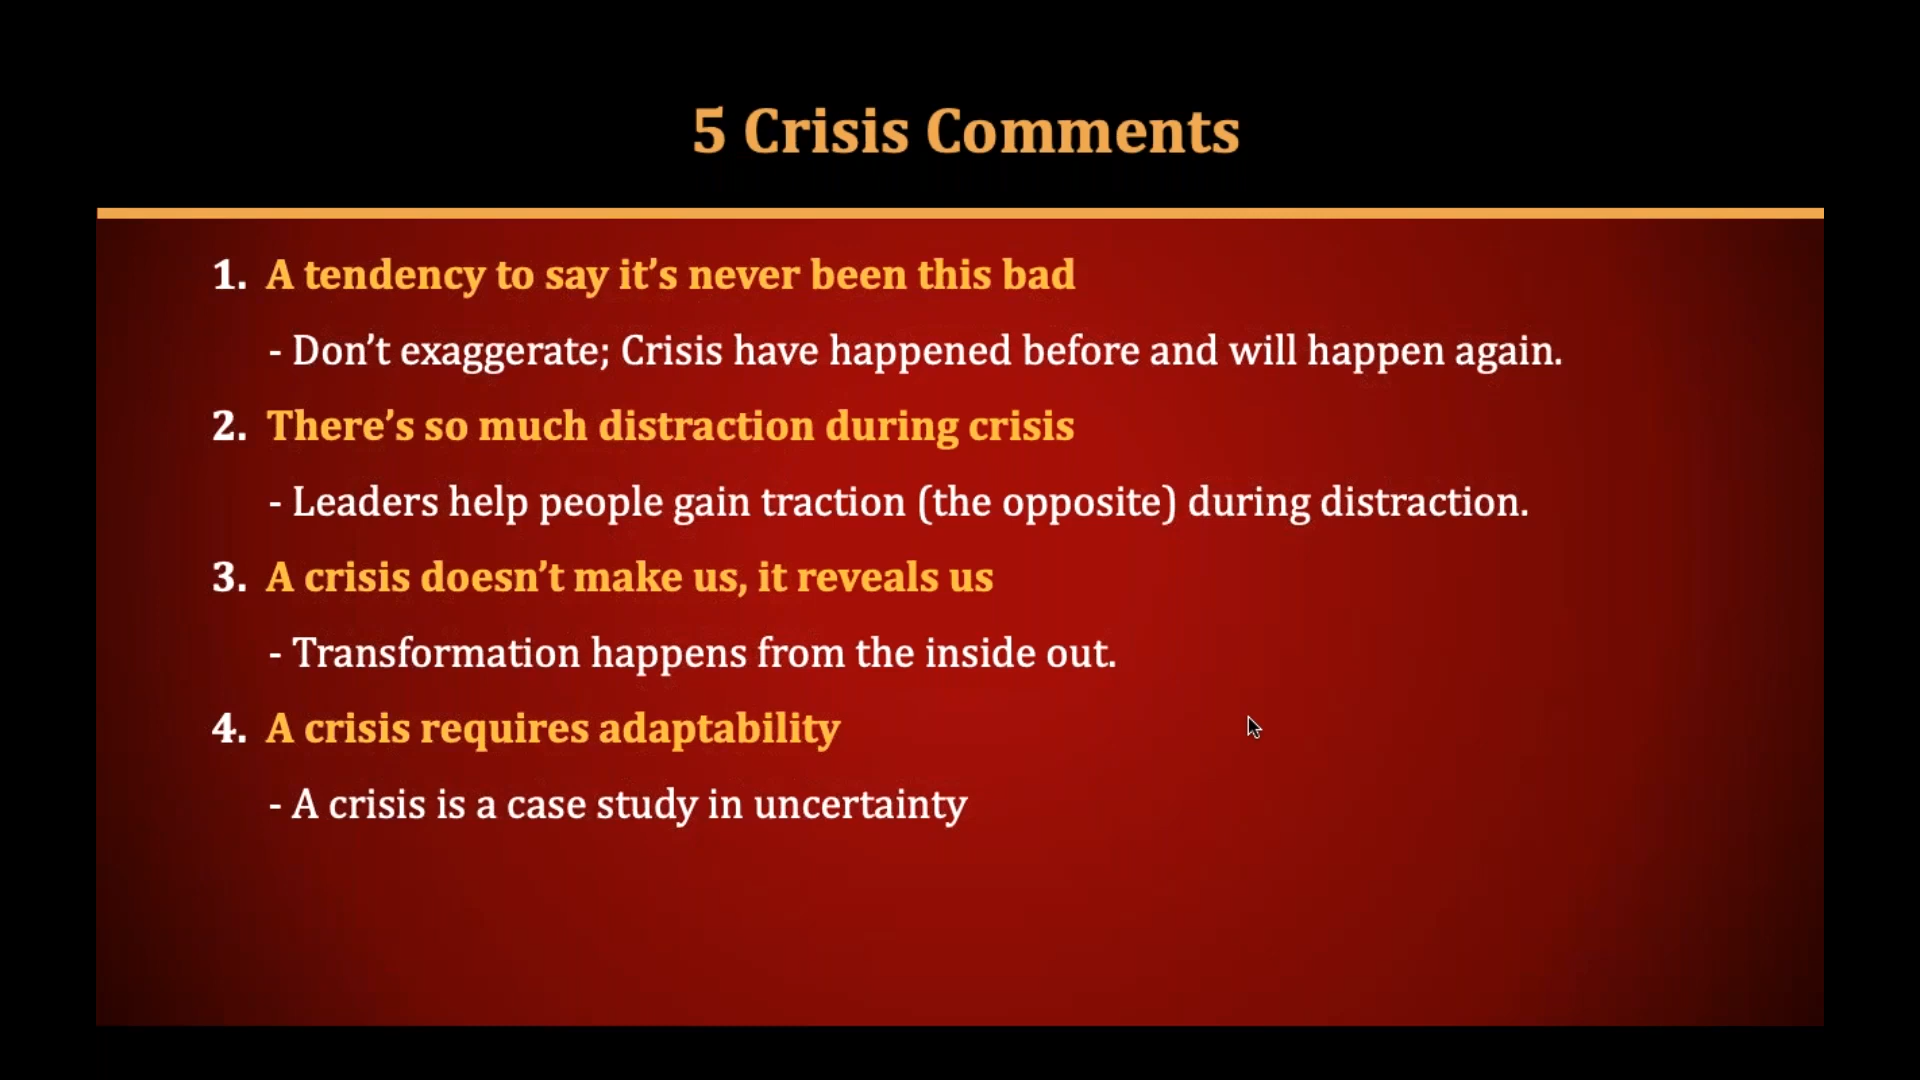 5 Crisis Comments
1. A tendency to say it’s never been this bad
- Don’t exaggerate; Crisis have happened before and will happen again.
2. There’s so much distraction during crisis
- Leaders help people gain traction (the opposite) during distraction.
3. A crisis doesn’t make us, it reveals us
- Transformation happens from the inside out.
4. A crisis requires adaptability
- A crisis is a case study in uncertainty